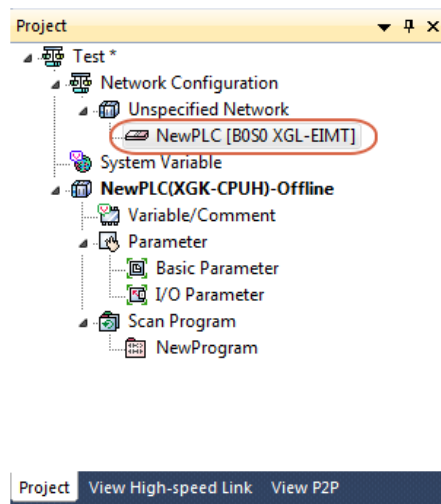 Project
Test *
Network Configuration
Unspecified Network
NewPLC [B0S0 XGL-EIMT]
System Variable
NewPLC(XGK-CPUH)-Offline
Variable/Comment
Parameter
Basic Parameter
I/O Parameter
Scan Program
NewProgram
Project View High-speed Link View P2P